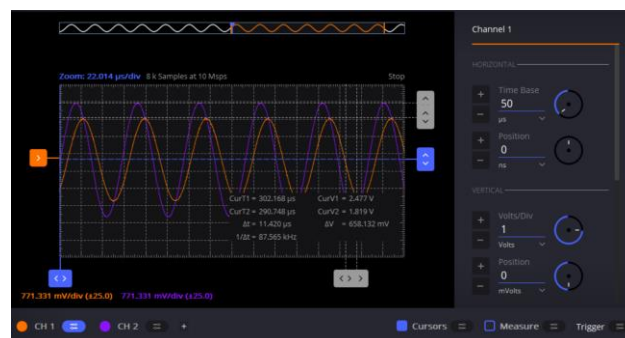 Channel 1
HORIZONTAL
Zoom: 22.014 µs/div 8 k Samples at 10 Msps Stop
+ Time Base
50
− µs
+ Position
0
− ns
VERTICAL
CurT1 = 302.168 µs CurV1 = 2.477 V
CurT2 = 290.748 µs CurV2 = 1.819 V
Δt = 11.420 µs ΔV = 658.132 mV
1/Δt = 87.565 kHz
+ Volts/Div
1
− Volts
+ Position
0
− mVolts
771.331 mV/div (±25.0) 771.331 mV/div (±25.0)
CH 1 CH 2 + Cursors Measure Trigger